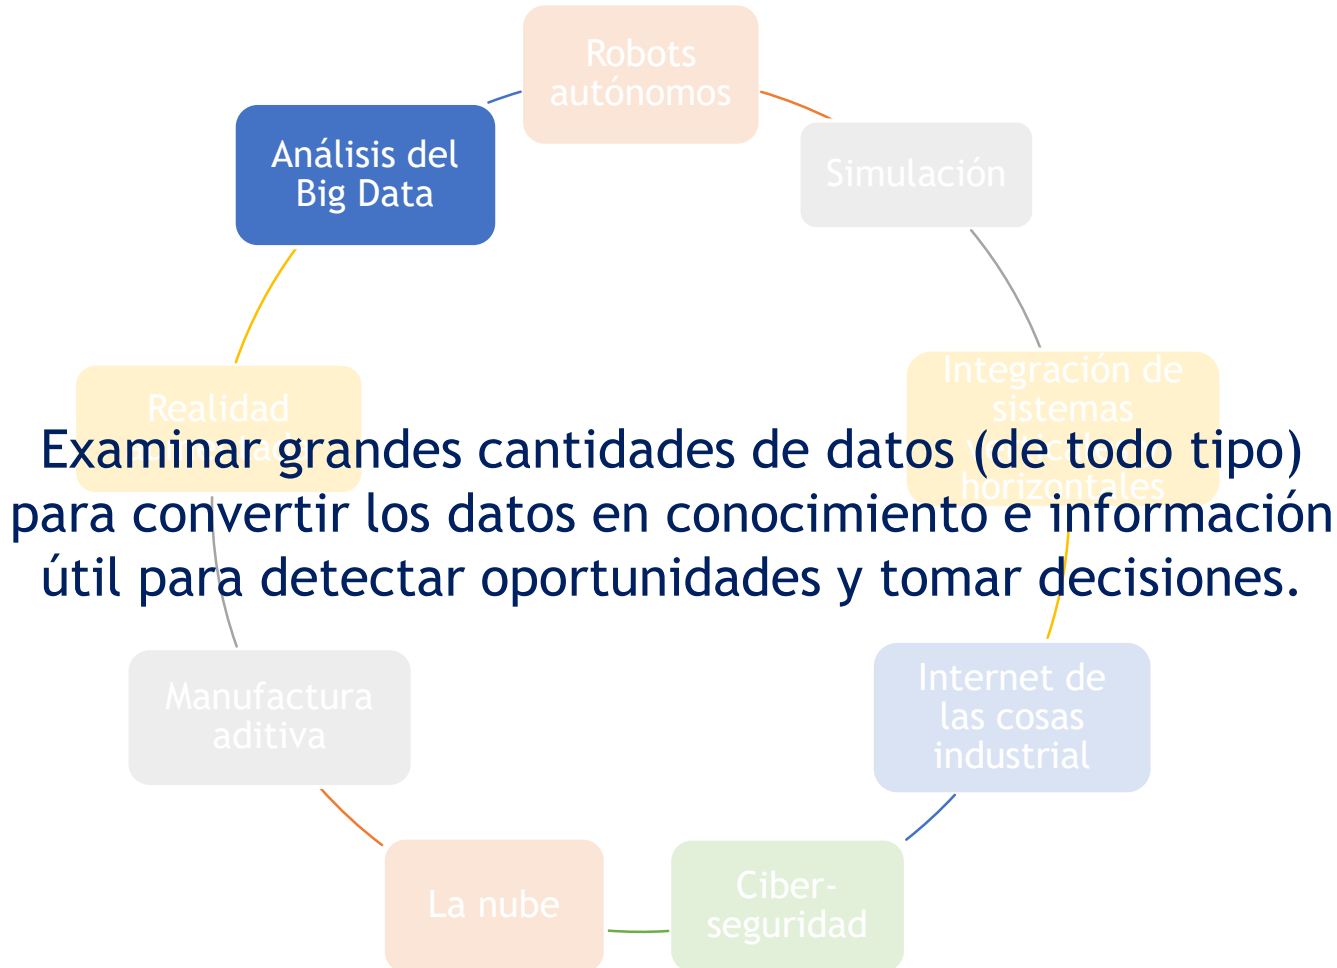 Robots
autónomos
Análisis del
Big Data
Simulación
Realidad
Integración de
sistemas
horizontales
Examinar grandes cantidades de datos (de todo tipo)
para convertir los datos en conocimiento e información
útil para detectar oportunidades y tomar decisiones.
Manufactura
aditiva
Internet de
las cosas
industrial
La nube
Ciber-
seguridad